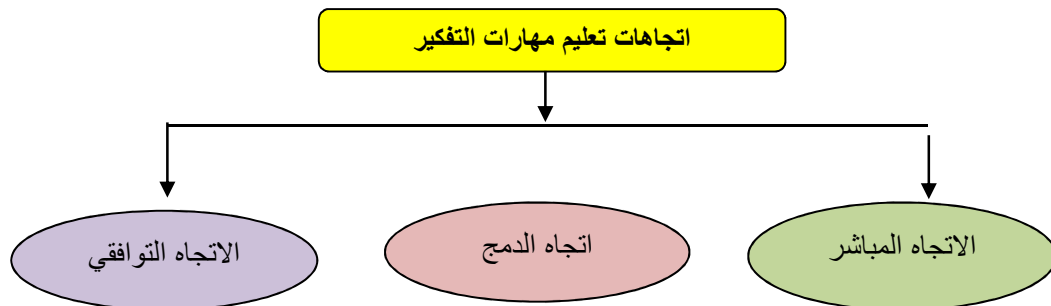 اتجاهات تعليم مهارات التفكير
الاتجاه المباشر
اتجاه الدمج
الاتجاه التوافقي